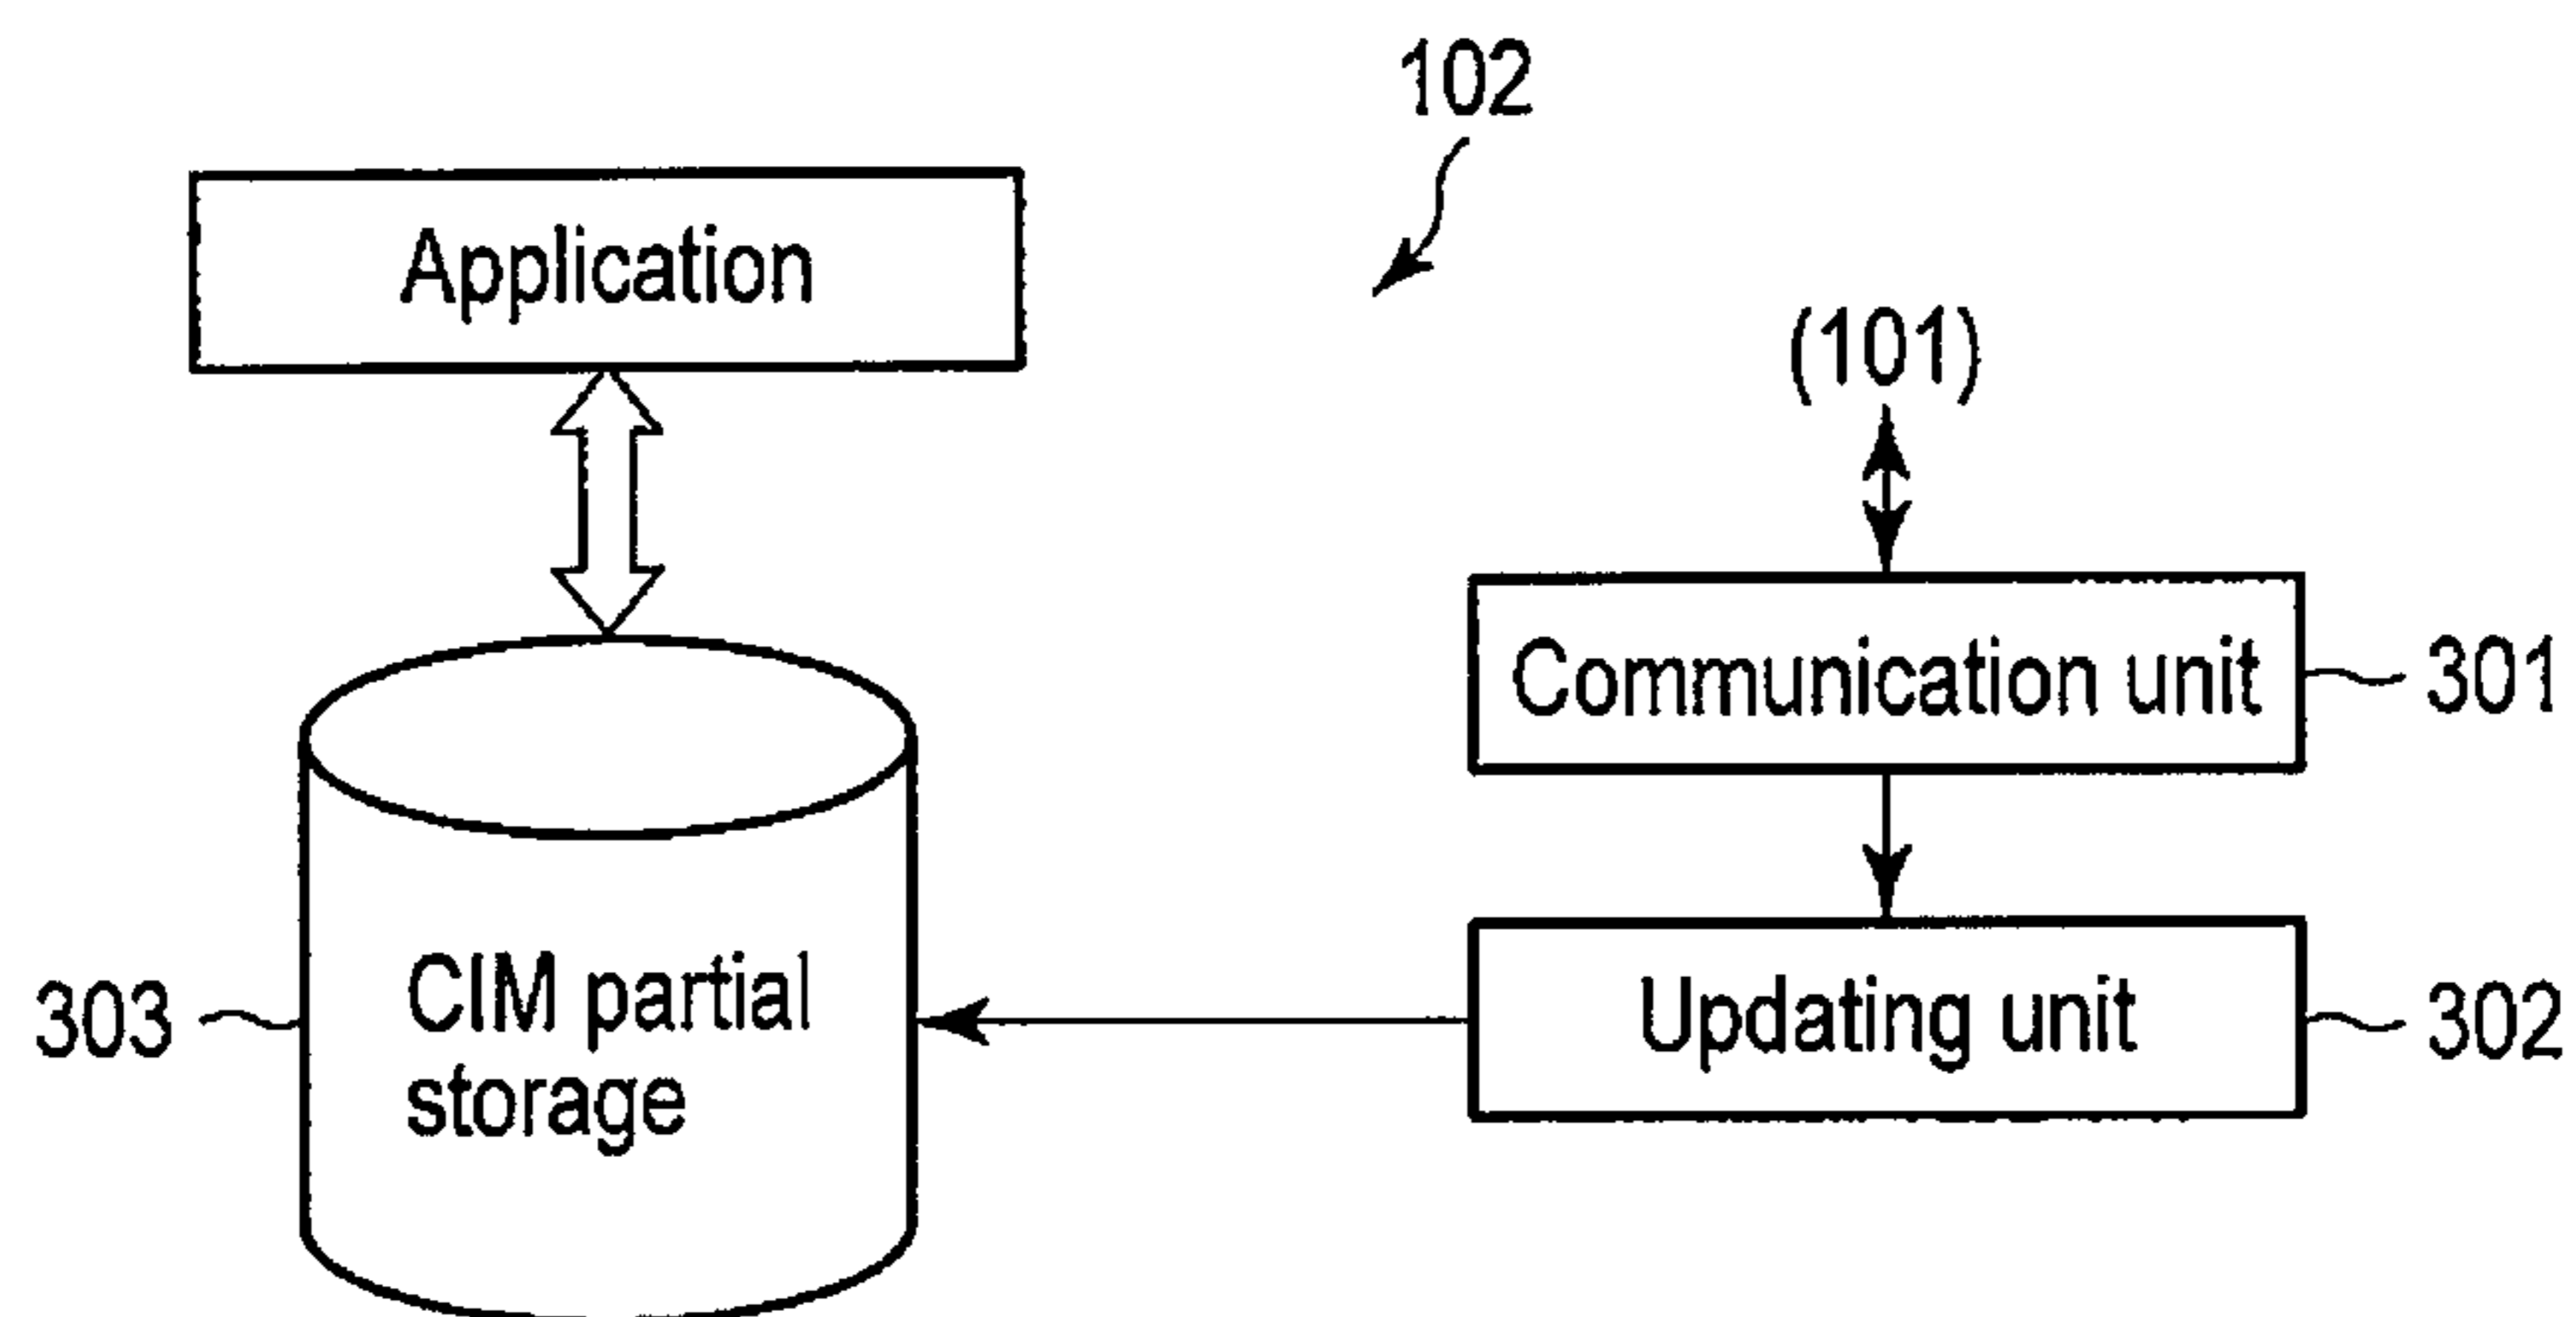 102
Application
(101)
Communication unit
301
303
CIM partial
storage
Updating unit
302